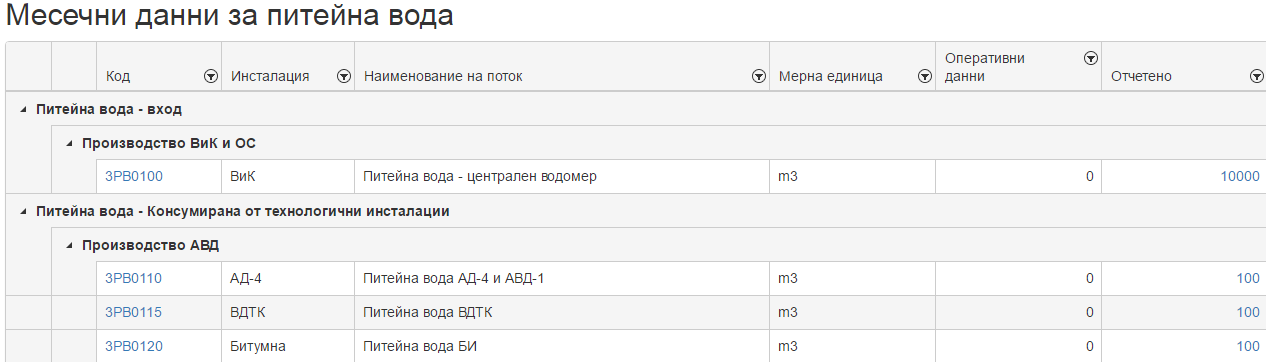 Месечни данни за питейна вода
Код Инсталация Наименование на поток Мерна единица Оперативни данни Отчетено
Питейна вода - вход
Производство ВиК и ОС
3PB0100 ВиК Питейна вода - централен водомер m3 0 10000
Питейна вода - Консумирана от технологични инсталации
Производство АВД
3PB0110 АД-4 Питейна вода АД-4 и АВД-1 m3 0 100
3PB0115 ВДТК Питейна вода ВДТК m3 0 100
3PB0120 Битумна Питейна вода БИ m3 0 100